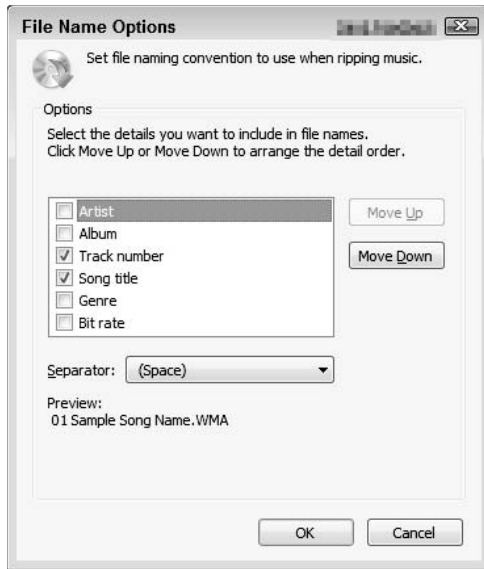 File Name Options
Set file naming convention to use when ripping music.
Options
Select the details you want to include in file names.
Click Move Up or Move Down to arrange the detail order.
Artist
Move Up
Album
Track number
Move Down
Song title
Genre
Bit rate
Separator: (Space)
Preview:
01 Sample Song Name.WMA
OK Cancel